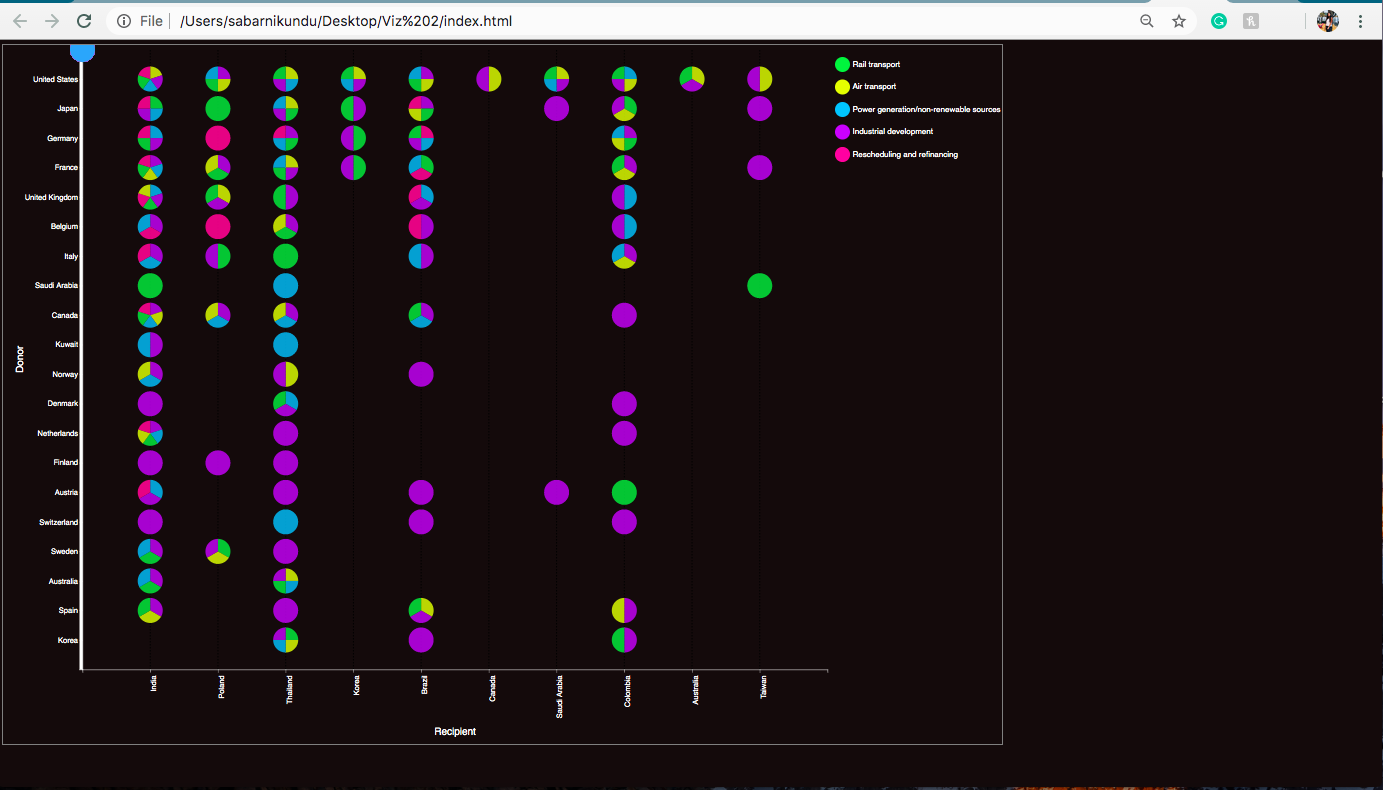 File
/Users/sabarnikundu/Desktop/Viz%202/index.html
United States
Japan
Germany
France
United Kingdom
Belgium
Italy
Saudi Arabia
Canada
Kuwait
Norway
Denmark
Netherlands
Finland
Austria
Switzerland
Sweden
Australia
Spain
Korea
Donor
India
Poland
Thailand
Korea
Brazil
Canada
Saudi Arabia
Colombia
Australia
Taiwan
Recipient
Rail transport
Air transport
Power generation/non-renewable sources
Industrial development
Rescheduling and refinancing